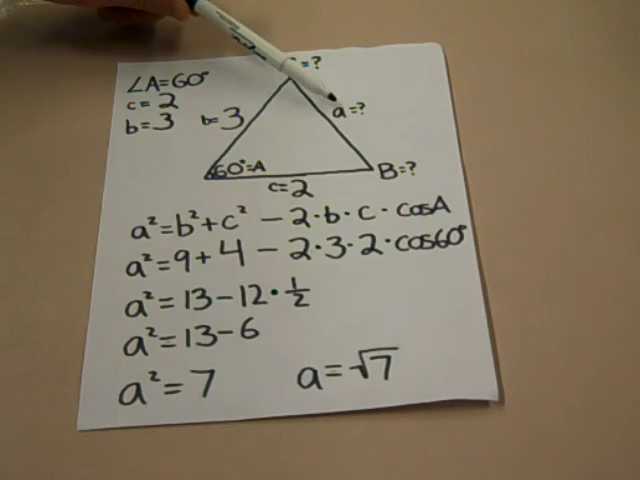 ∠A=60°
c=2
b=3
b=3
=?
a=?
60°=A
B=?
c=2
a²=b²+c² - 2·b·c·cosA
a²=9+4 - 2·3·2·cos60°
a²=13-12·½
a²=13-6
a²=7
a=√7